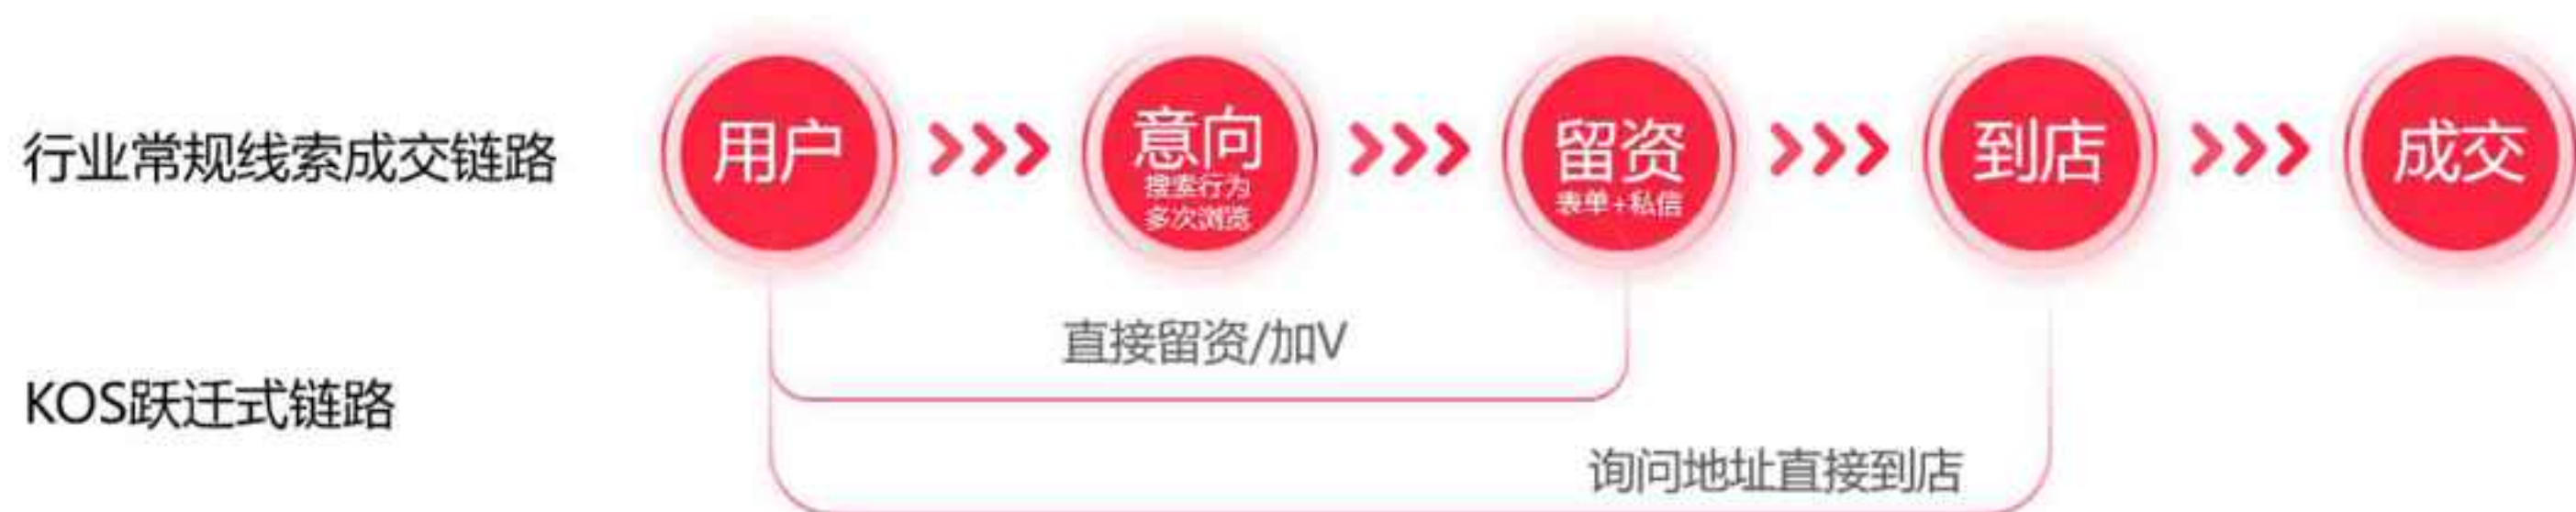 行业常规线索成交链路
用户
意向
搜索行为
多次浏览
留资
表单+私信
到店
成交
直接留资/加V
KOS跃迁式链路
询问地址直接到店